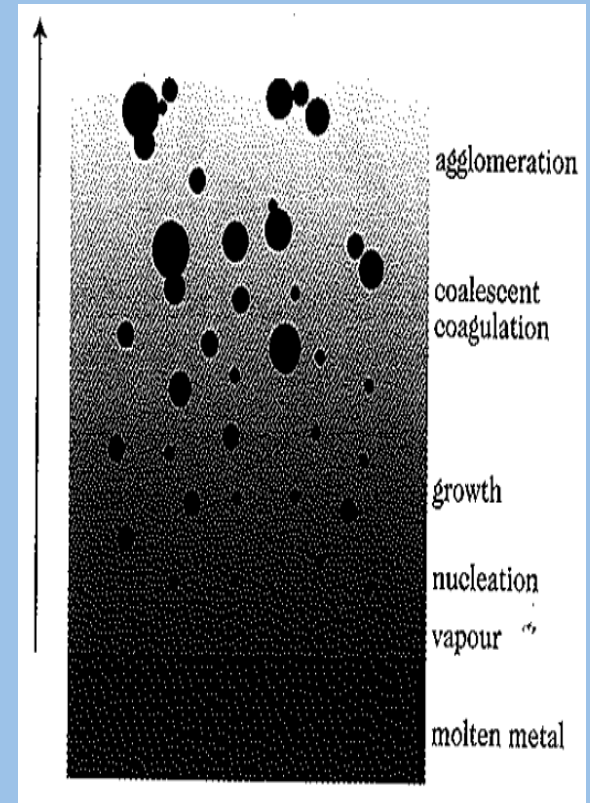 agglomeration
coalescent
coagulation
growth
nucleation
vapour
molten metal